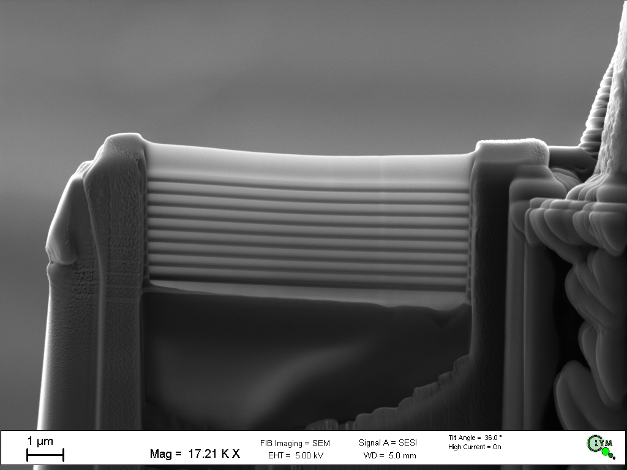 1 µm
Mag = 17.21 K X
FIB Imaging = SEM
EHT = 5.00 kV
Signal A = SESI
WD = 5.0 mm
Tilt Angle = 36.0 °
High Current = On